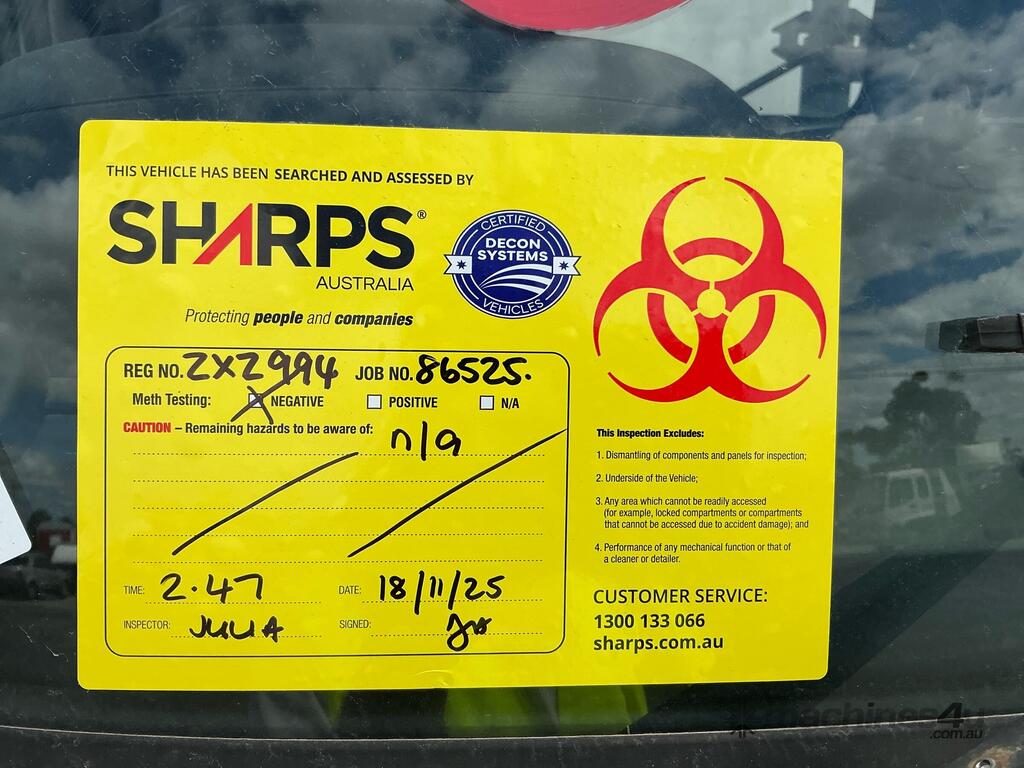 THIS VEHICLE HAS BEEN SEARCHED AND ASSESSED BY
SHARPS®
AUSTRALIA
Protecting people and companies
CERTIFIED
DECON
SYSTEMS
VEHICLES
REG NO. ZXZ994 JOB NO. 86525.
Meth Testing: NEGATIVE POSITIVE N/A
CAUTION – Remaining hazards to be aware of: n/a
TIME: 2.47 DATE: 18/11/25
INSPECTOR: JULIA SIGNED:
This Inspection Excludes:
1. Dismantling of components and panels for inspection;
2. Underside of the Vehicle;
3. Any area which cannot be readily accessed
(for example, locked compartments or compartments
that cannot be accessed due to accident damage); and
4. Performance of any mechanical function or that of
a cleaner or detailer.
CUSTOMER SERVICE:
1300 133 066
sharps.com.au
machines4u
.com.au